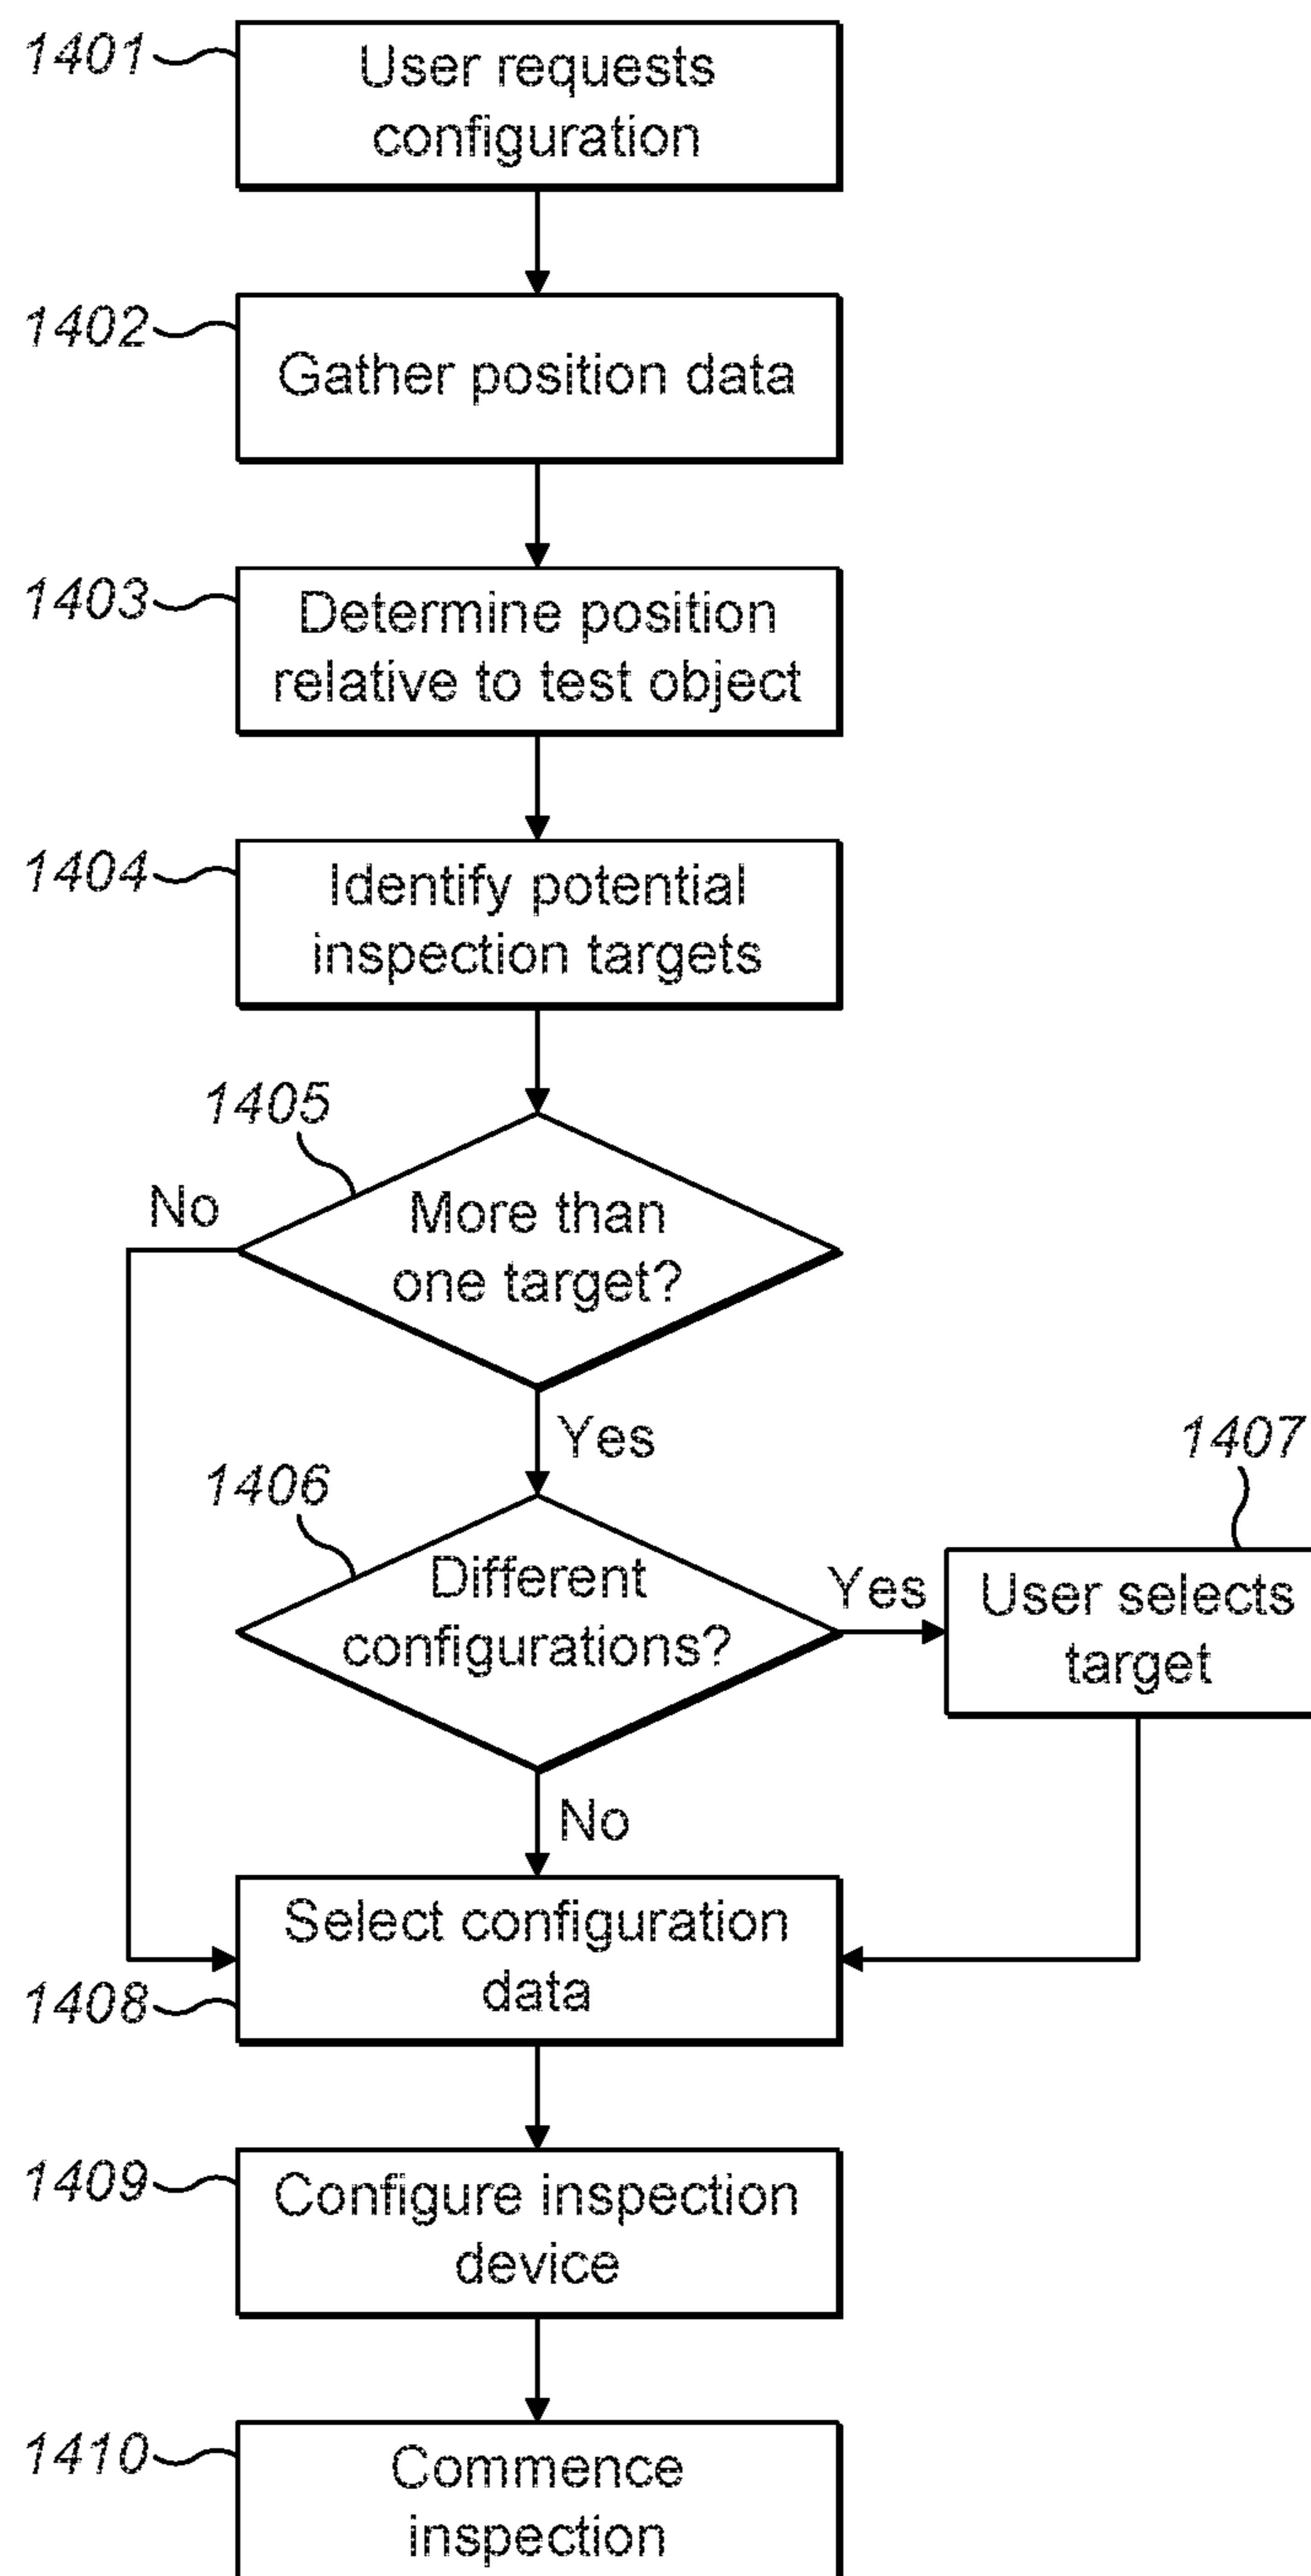 1401
User requests
configuration
1402
Gather position data
1403
Determine position
relative to test object
1404
Identify potential
inspection targets
1405
No
More than
one target?
Yes
1406
Different
configurations?
Yes
1407
User selects
target
No
Select configuration
data
1408
1409
Configure inspection
device
1410
Commence
inspection